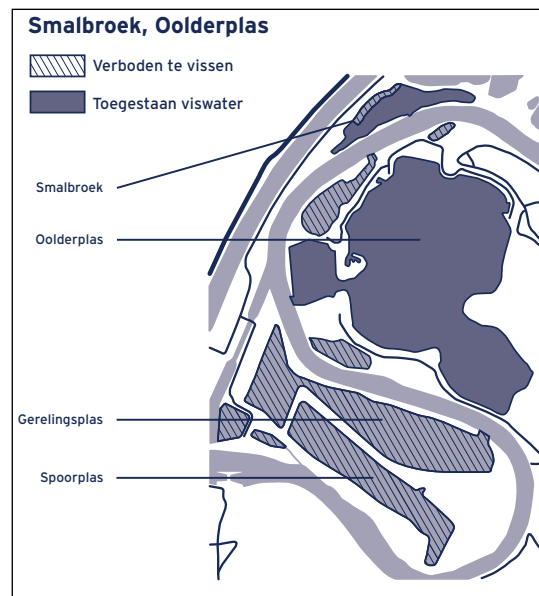 Smalbroek, Oolderplas
Verboden te vissen
Toegestaan viswater
Smalbroek
Oolderplas
Gerelingsplas
Spoorplas